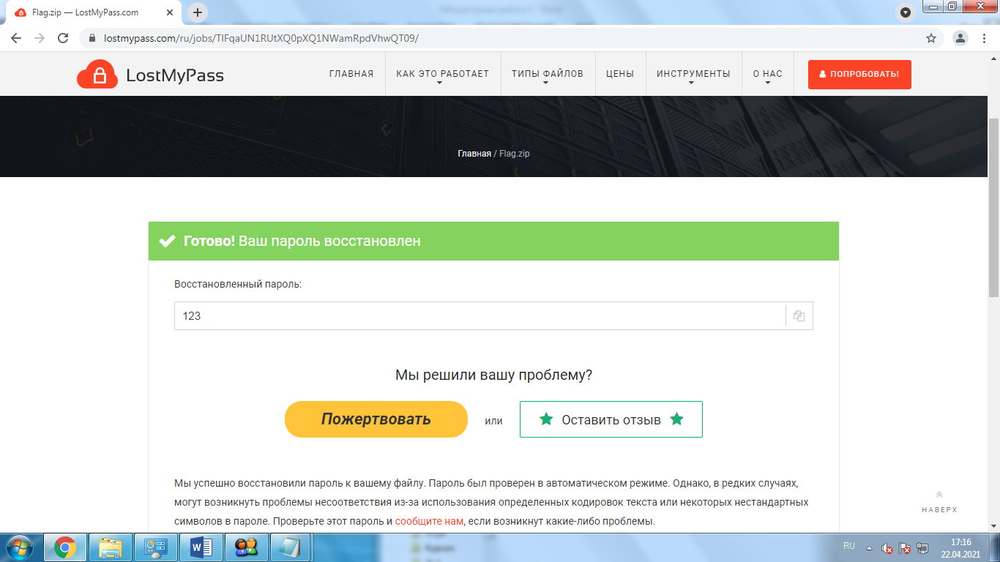 Flag.zip — LostMyPass.com
lostmypass.com/ru/jobs/TlFqaUN1RUtXQ0pXQ1NWamRpdVhwQT09/
LostMyPass
ГЛАВНАЯ
КАК ЭТО РАБОТАЕТ
ТИПЫ ФАЙЛОВ
ЦЕНЫ
ИНСТРУМЕНТЫ
О НАС
ПОПРОБОВАТЬ!
Главная / Flag.zip
Готово! Ваш пароль восстановлен
Восстановленный пароль:
123
Мы решили вашу проблему?
Пожертвовать
или
Оставить отзыв
Мы успешно восстановили пароль к вашему файлу. Пароль был проверен в автоматическом режиме. Однако, в редких случаях,
могут возникнуть проблемы несоответствия из-за использования определенных кодировок текста или некоторых нестандартных
символов в пароле. Проверьте этот пароль и сообщите нам, если возникнут какие-либо проблемы.
НАВЕРХ
RU
17:16
22.04.2021